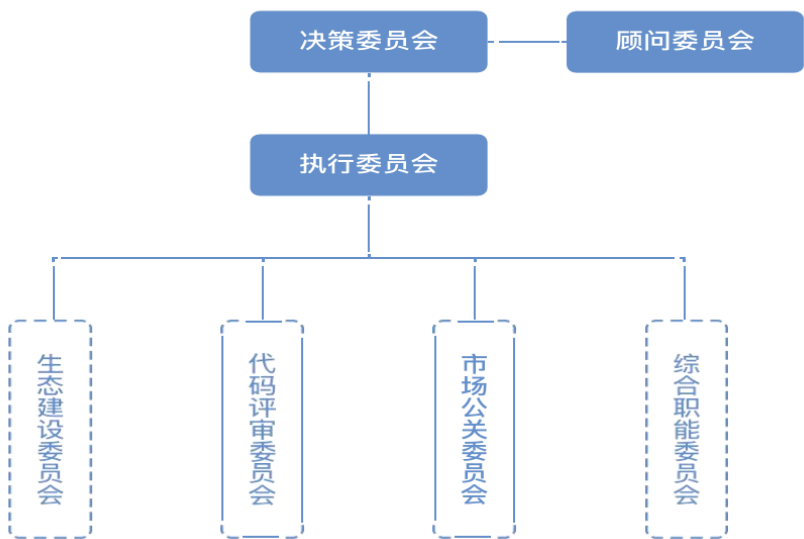 决策委员会
顾问委员会
执行委员会
生态建设委员会
代码评审委员会
市场公关委员会
综合职能委员会